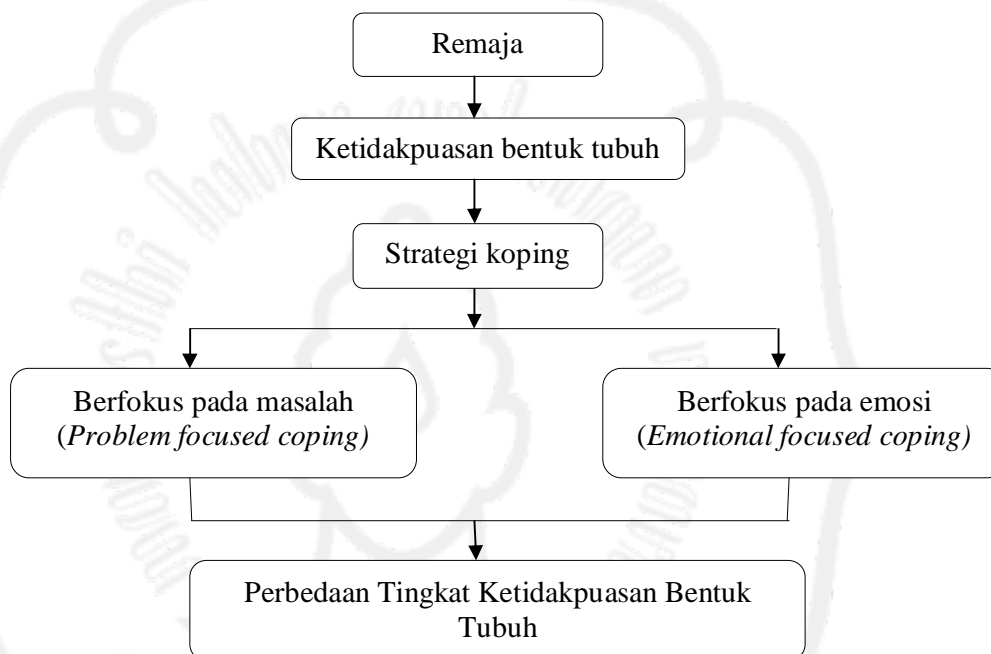 Remaja
Ketidakpuasan bentuk tubuh
Strategi koping
Berfokus pada masalah
(Problem focused coping)
Berfokus pada emosi
(Emotional focused coping)
Perbedaan Tingkat Ketidakpuasan Bentuk
Tubuh